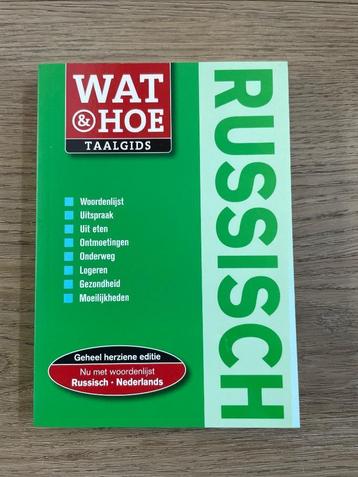 WAT
& HOE
TAALGIDS
RUSSISCH
Woordenlijst
Uitspraak
Uit eten
Ontmoetingen
Onderweg
Logeren
Gezondheid
Moeilijkheden
Geheel herziene editie
Nu met woordenlijst
Russisch - Nederlands